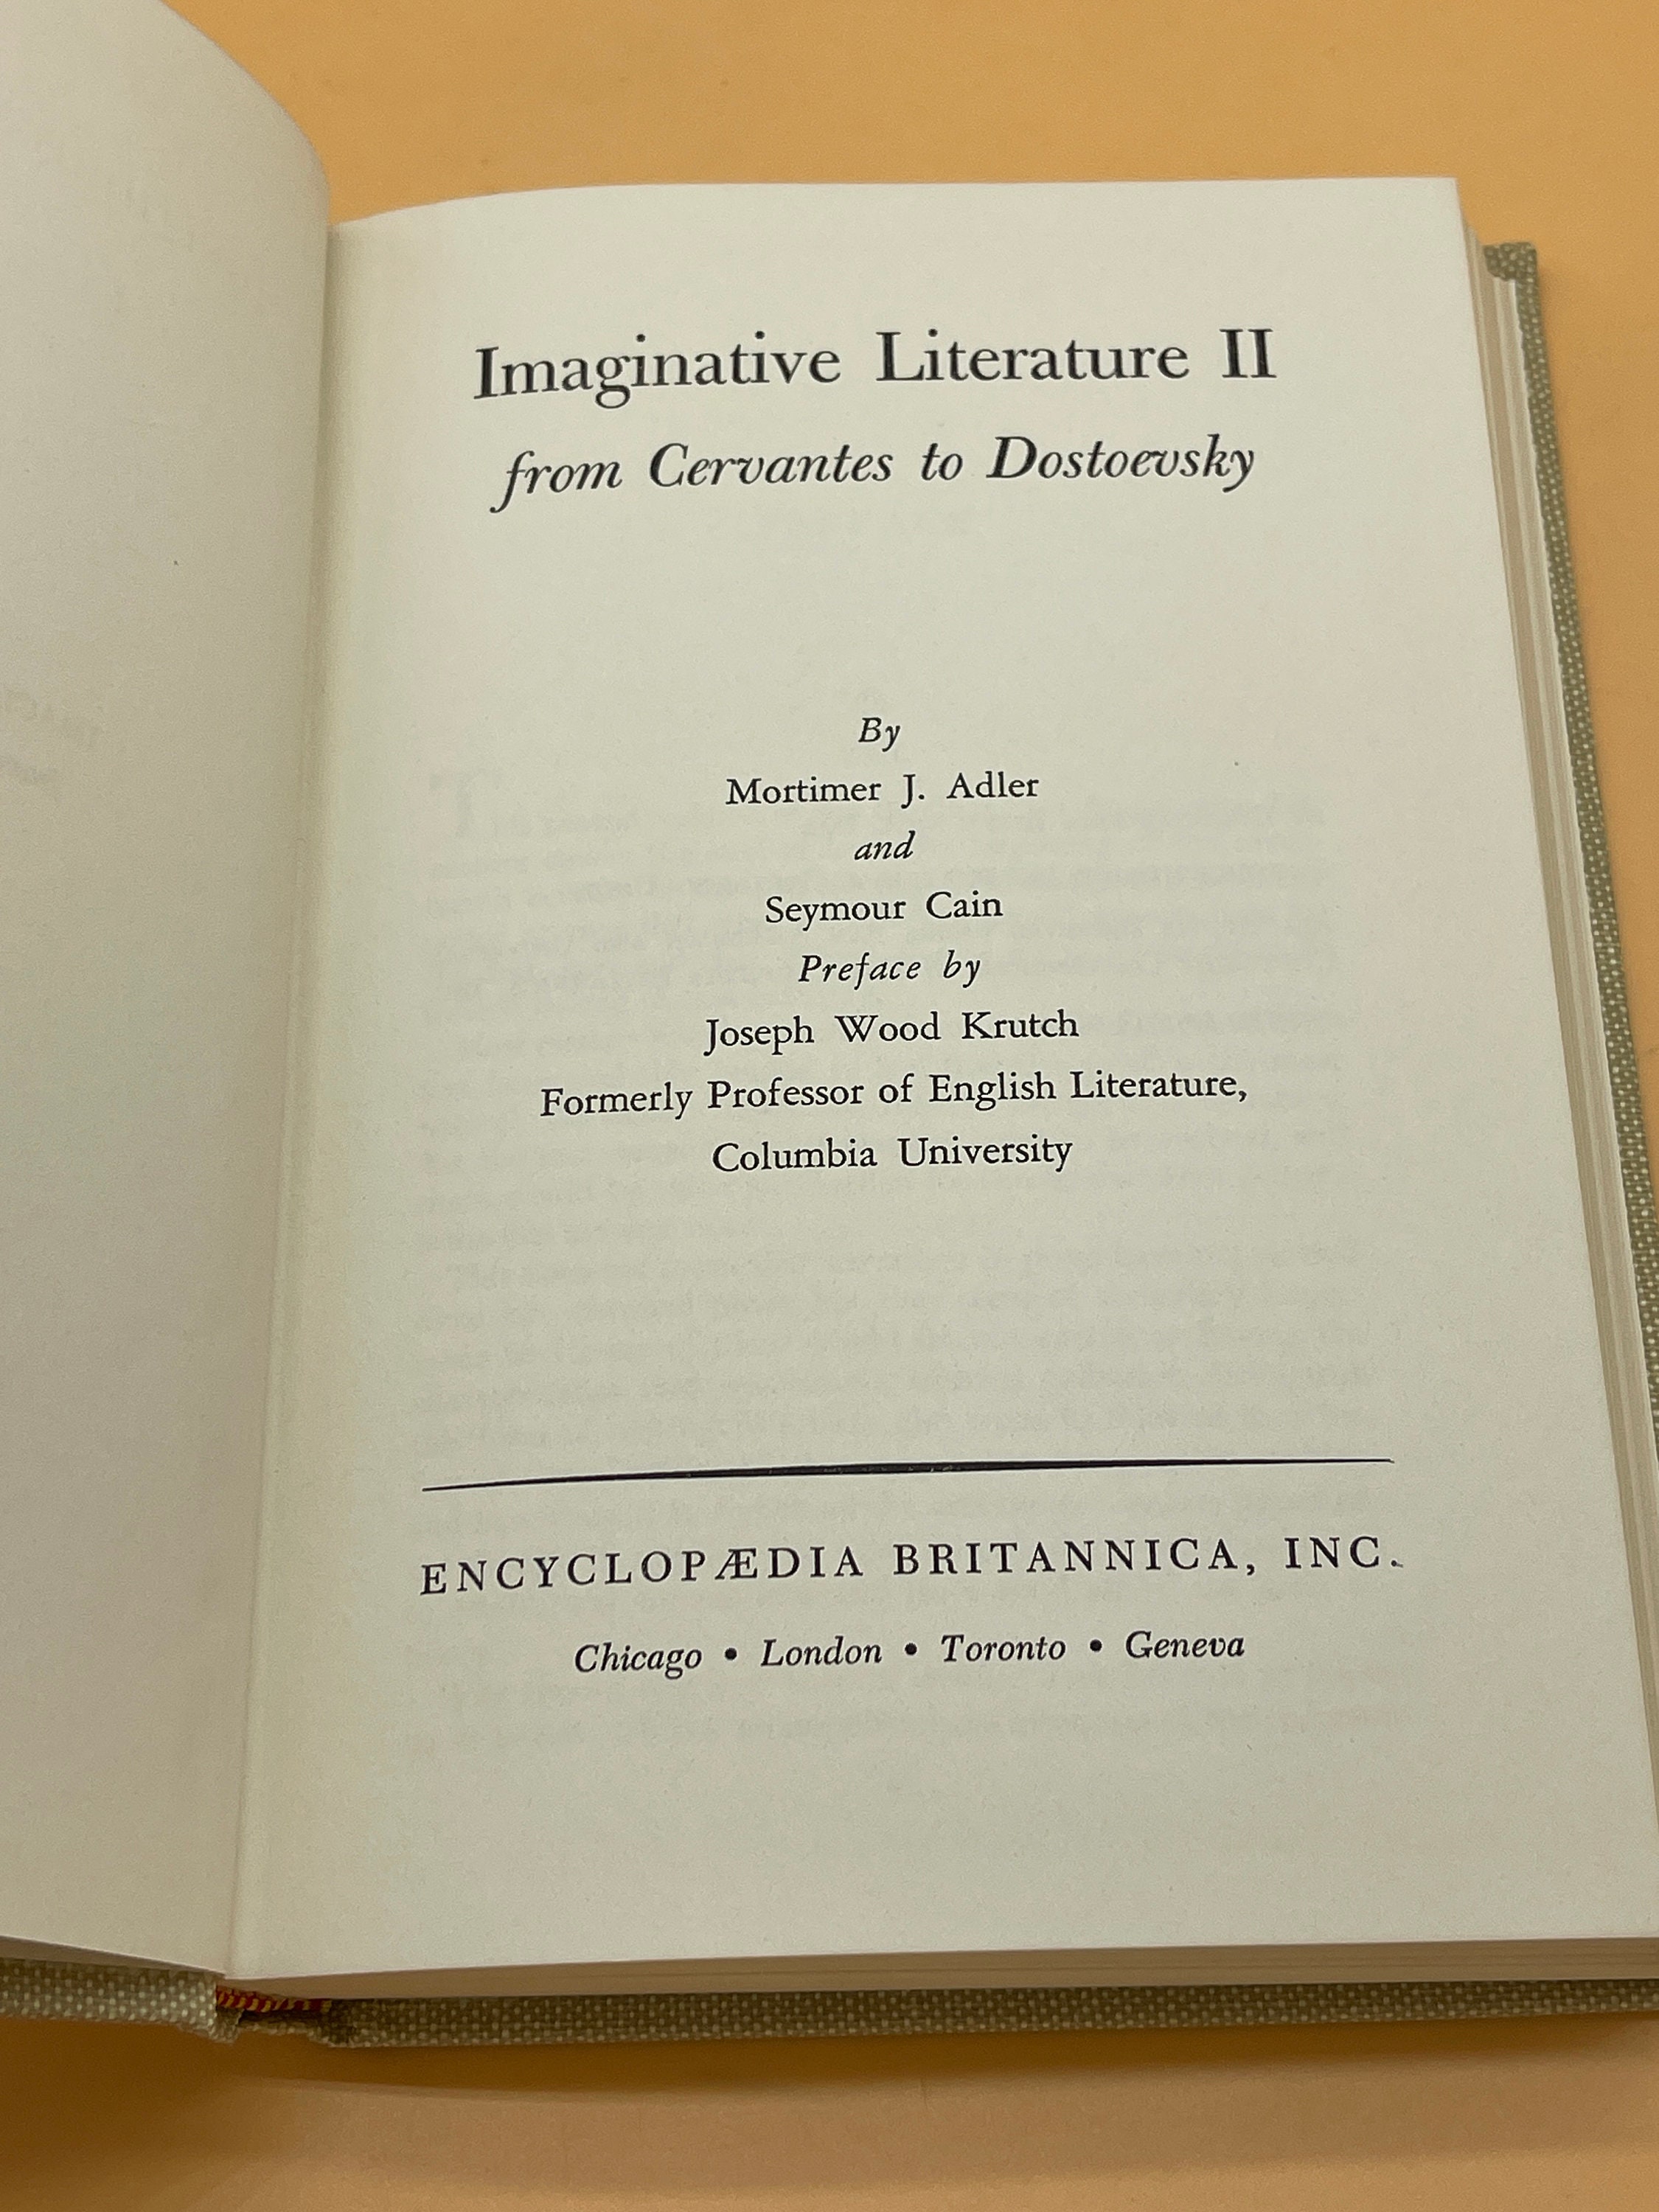 Imaginative Literature II
from Cervantes to Dostoevsky
By
Mortimer J. Adler
and
Seymour Cain
Preface by
Joseph Wood Krutch
Formerly Professor of English Literature,
Columbia University
ENCYCLOPÆDIA BRITANNICA, INC.
Chicago • London • Toronto • Geneva